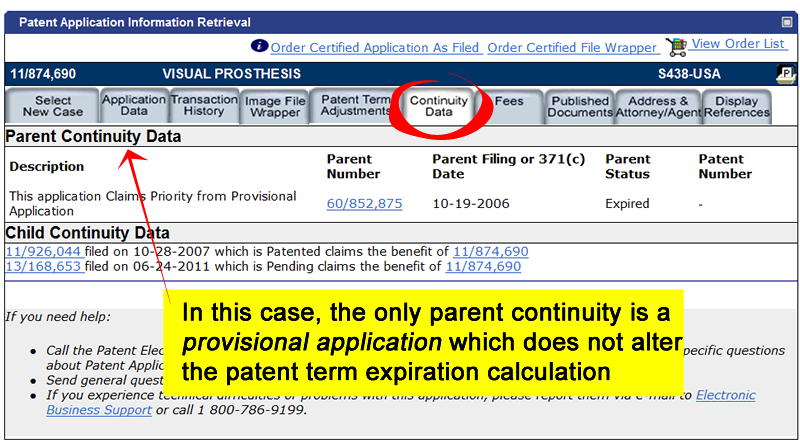 Patent Application Information Retrieval
Order Certified Application As Filed Order Certified File Wrapper View Order List
11/874,690 VISUAL PROSTHESIS S438-USA
Select New Case
Application Data
Transaction History
Image File Wrapper
Patent Term Adjustments
Continuity Data
Fees
Published Documents
Address & Attorney/Agent
Display References
Parent Continuity Data
Description
Parent Number
Parent Filing or 371(c) Date
Parent Status
Patent Number
This application Claims Priority from Provisional
Application
60/852,875 10-19-2006 Expired -
Child Continuity Data
11/926,044 filed on 10-28-2007 which is Patented claims the benefit of 11/874,690
13/168,653 filed on 06-24-2011 which is Pending claims the benefit of 11/874,690
In this case, the only parent continuity is a
provisional application which does not alter
the patent term expiration calculation
If you need help:
• Call the Patent Elec pecific questions
about Patent Applic
• Send general quest
• If you experience technical difficulties or problems with this application, please report them via e-mail to Electronic
Business Support or call 1 800-786-9199.